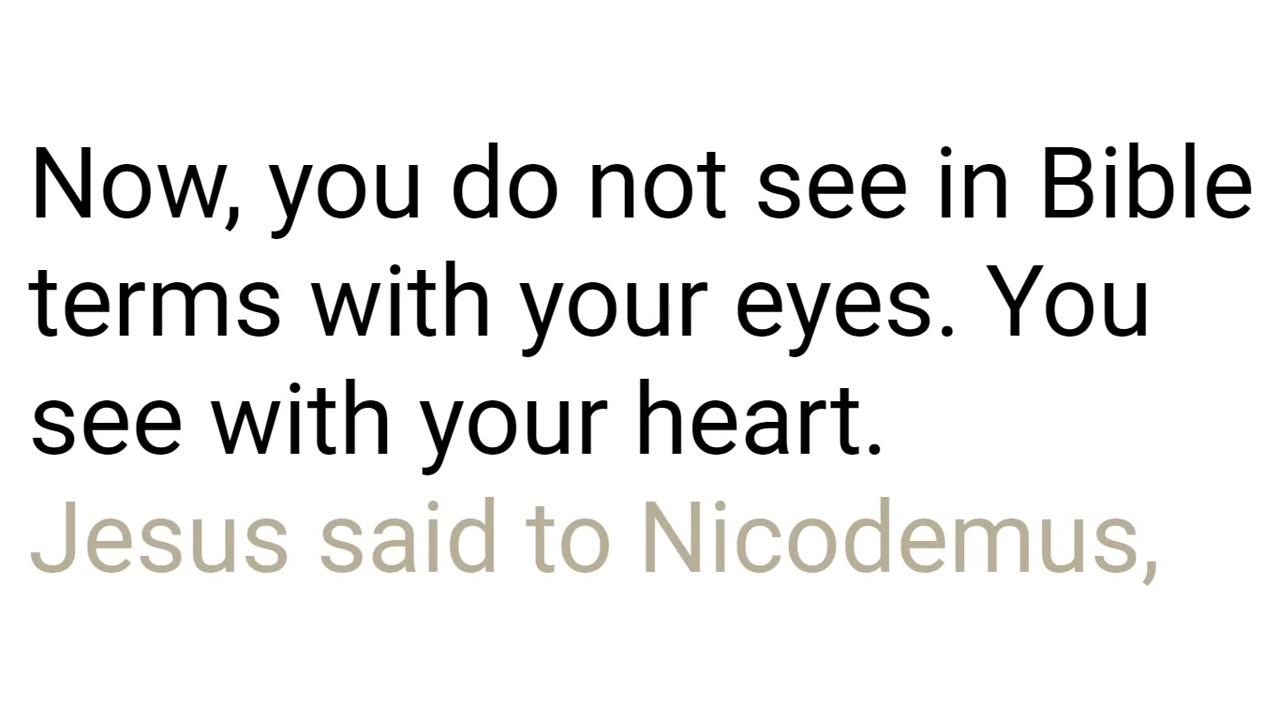 Now, you do not see in Bible
terms with your eyes. You
see with your heart.
Jesus said to Nicodemus,